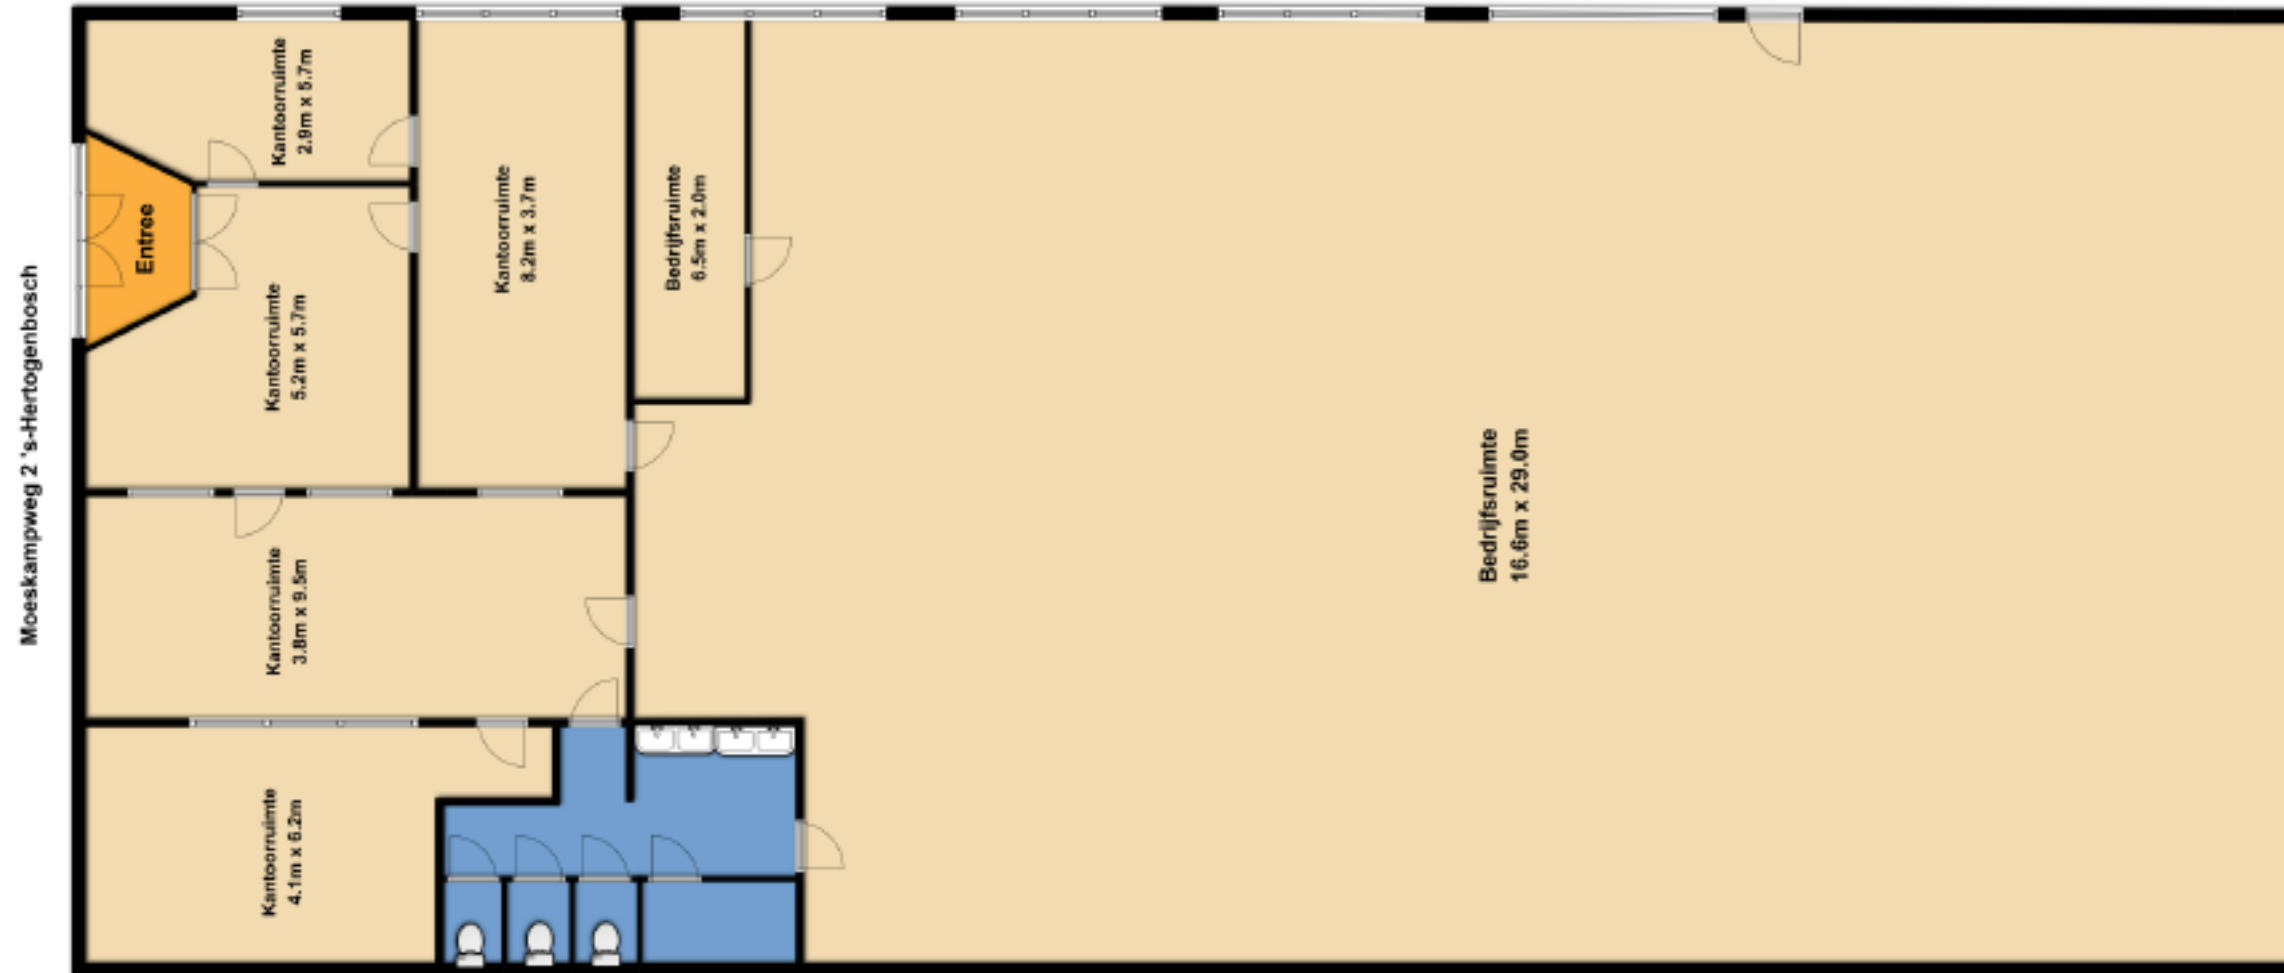 Moeskampweg 2 's-Hertogenbosch
Entree
Kantoorruimte
2.9m x 5.7m
Kantoorruimte
5.2m x 5.7m
Kantoorruimte
8.2m x 3.7m
Bedrijfsruimte
6.5m x 2.0m
Kantoorruimte
3.8m x 9.5m
Kantoorruimte
4.1m x 6.2m
Bedrijfsruimte
16.6m x 29.0m